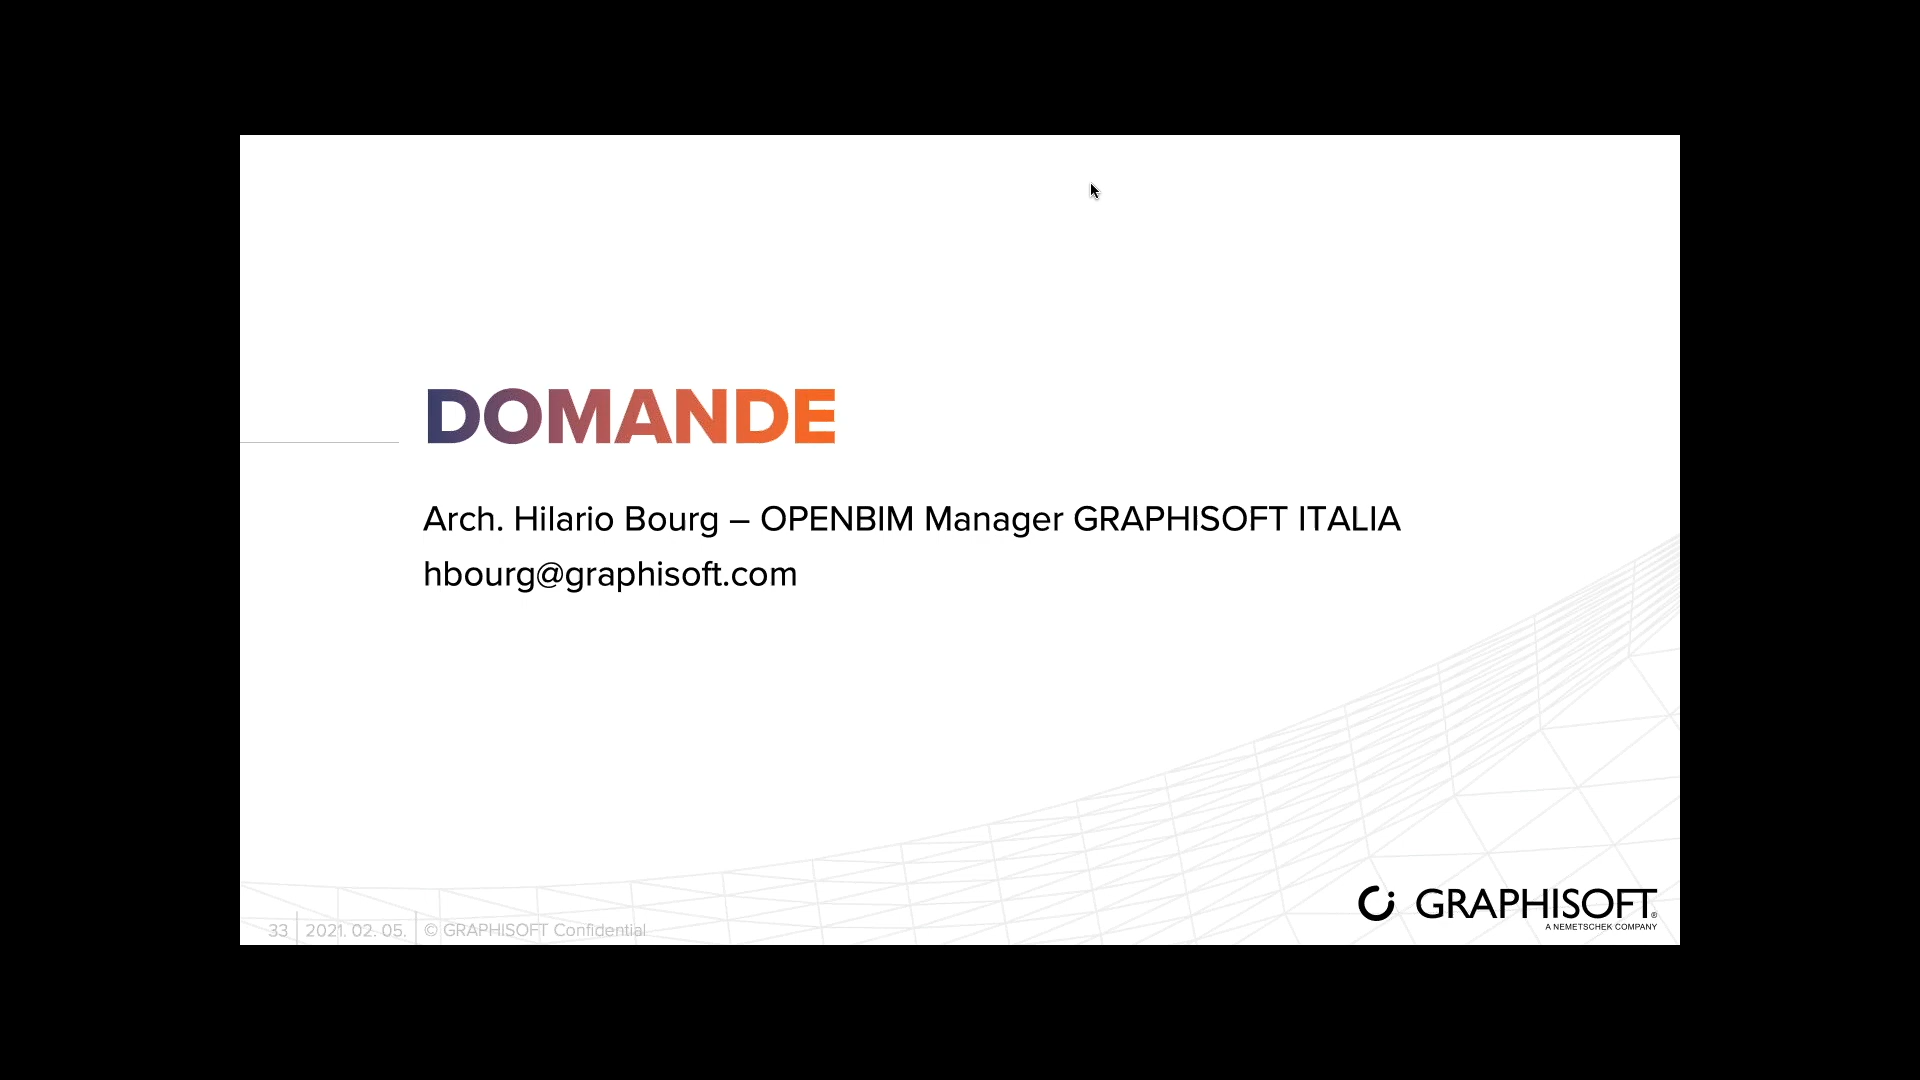 DOMANDE
Arch. Hilario Bourg – OPENBIM Manager GRAPHISOFT ITALIA
hbourg@graphisoft.com
33 | 2021. 02. 05. | © GRAPHISOFT Confidential
GRAPHISOFT®
A NEMETSCHEK COMPANY